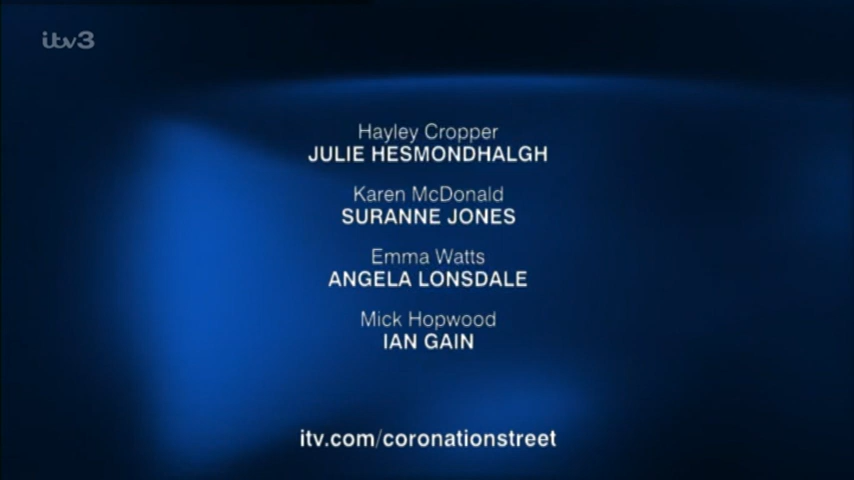 itv3
Hayley Cropper
JULIE HESMONDHALGH
Karen McDonald
SURANNE JONES
Emma Watts
ANGELA LONSDALE
Mick Hopwood
IAN GAIN
itv.com/coronationstreet